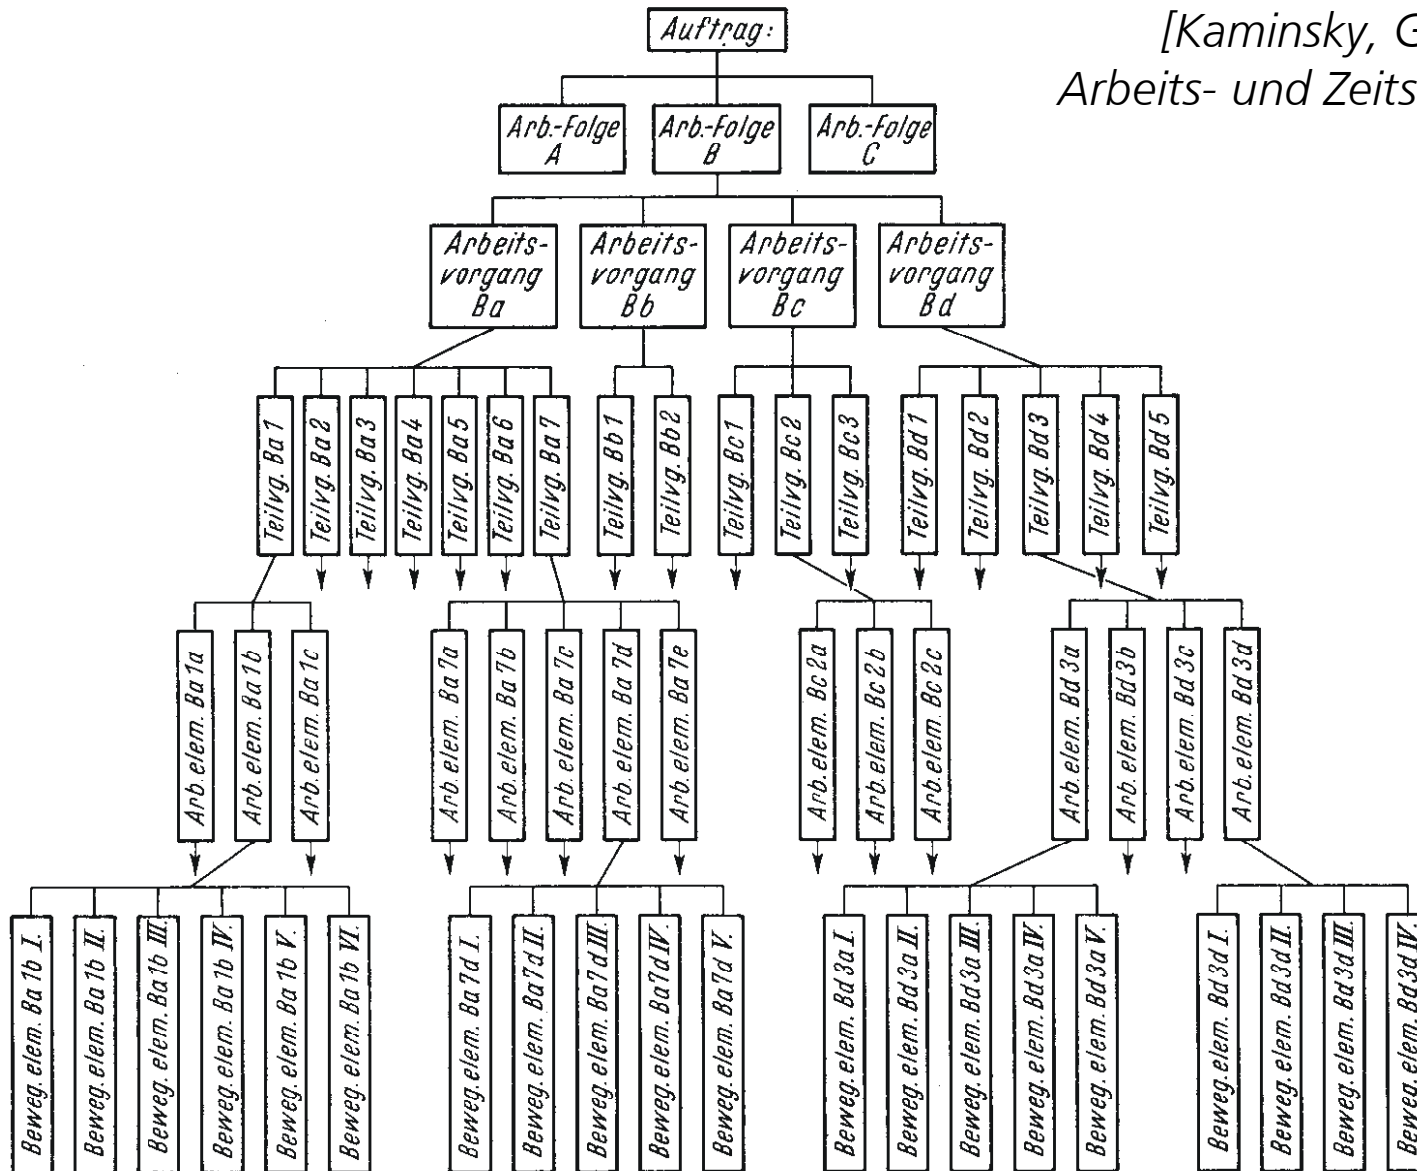 [Kaminsky, G
Arbeits- und Zeits
Auftrag:
Arb.-Folge
A
Arb.-Folge
B
Arb.-Folge
C
Arbeits-
vorgang
Ba
Arbeits-
vorgang
Bb
Arbeits-
vorgang
Bc
Arbeits-
vorgang
Bd
Teilvg. Ba 1
Teilvg. Ba 2
Teilvg. Ba 3
Teilvg. Ba 4
Teilvg. Ba 5
Teilvg. Ba 6
Teilvg. Ba 7
Teilvg. Bb 1
Teilvg. Bb 2
Teilvg. Bc 1
Teilvg. Bc 2
Teilvg. Bc 3
Teilvg. Bd 1
Teilvg. Bd 2
Teilvg. Bd 3
Teilvg. Bd 4
Teilvg. Bd 5
Arb. elem. Ba 1a
Arb. elem. Ba 1b
Arb. elem. Ba 1c
Arb. elem. Ba 7a
Arb. elem. Ba 7b
Arb. elem. Ba 7c
Arb. elem. Ba 7d
Arb. elem. Ba 7e
Arb. elem. Bc 2a
Arb. elem. Bc 2b
Arb. elem. Bc 2c
Arb. elem. Bd 3a
Arb. elem. Bd 3b
Arb. elem. Bd 3c
Arb. elem. Bd 3d
Beweg. elem. Ba 1b I.
Beweg. elem. Ba 1b II.
Beweg. elem. Ba 1b III.
Beweg. elem. Ba 1b IV.
Beweg. elem. Ba 1b V.
Beweg. elem. Ba 1b VI.
Beweg. elem. Ba 7d I.
Beweg. elem. Ba 7d II.
Beweg. elem. Ba 7d III.
Beweg. elem. Ba 7d IV.
Beweg. elem. Ba 7d V.
Beweg. elem. Bd 3a I.
Beweg. elem. Bd 3a II.
Beweg. elem. Bd 3a III.
Beweg. elem. Bd 3a IV.
Beweg. elem. Bd 3a V.
Beweg. elem. Bd 3d I.
Beweg. elem. Bd 3d II.
Beweg. elem. Bd 3d III.
Beweg. elem. Bd 3d IV.